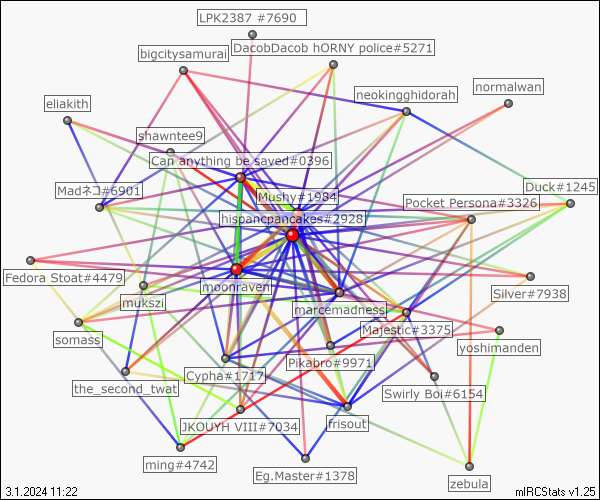 LPK2387 #7690
DacobDacob hORNY police#5271
bigcitysamurai
neokingghidorah
normalwan
eliakith
shawntee9
Can anything be said#0396
Madネコ#6901
Mushy#1984
Duck#1245
Pocket Persona#3326
hispancpancakes#2928
Fedora Stoat#4479
moonraven
mukszi
Silver#7938
marcemadness
Majestic#3375
somass
yoshimanden
Pikabro#9971
Cypha#1717
the_second_twat
Swirly Boi#6154
JKOUYH VIII#7034
frisout
ming#4742
Eg.Master#1378
zebula
3.1.2024 11:22
mIRCStats v1.25